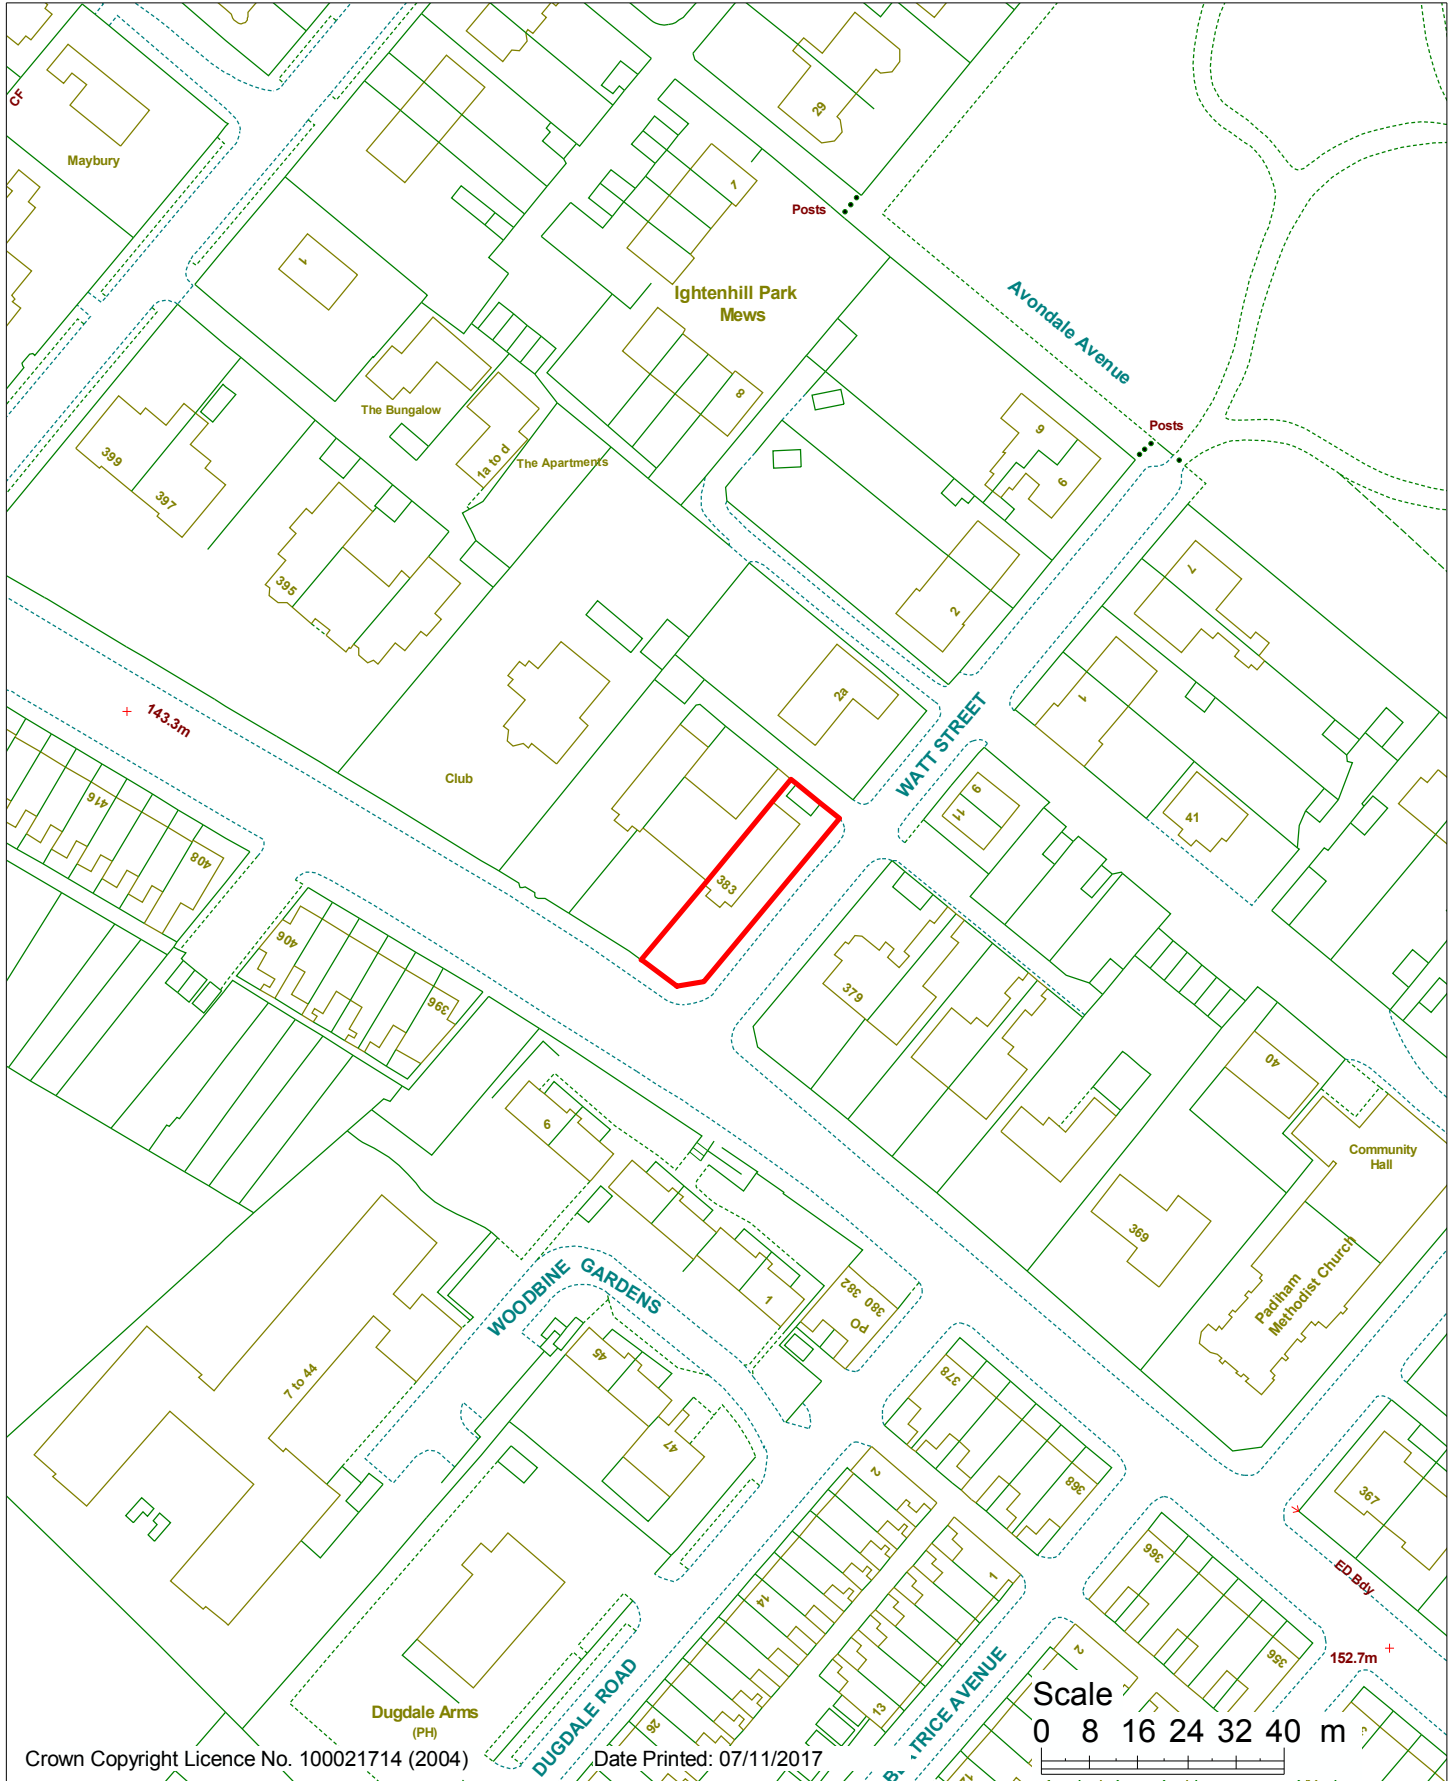 CF
Maybury
29
7
Posts
1
Ightenhill Park
Mews
Avondale Avenue
The Bungalow
8
Posts
9
399
397
1a to d
The Apartments
6
395
2
7
2a
1
143.3m
WATT STREET
Club
416
9
11
41
408
383
406
379
396
40
6
Community
Hall
369
WOODBINE GARDENS
1
382
380
PO
Padiham
Methodist Church
45
378
7 to 44
47
2
368
367
366
1
ED Bdy
14
2
356
152.7m
Dugdale Arms
(PH)
DUGDALE ROAD
26
13
TRICE AVENUE
Scale
0 8 16 24 32 40 m
Crown Copyright Licence No. 100021714 (2004)
Date Printed: 07/11/2017